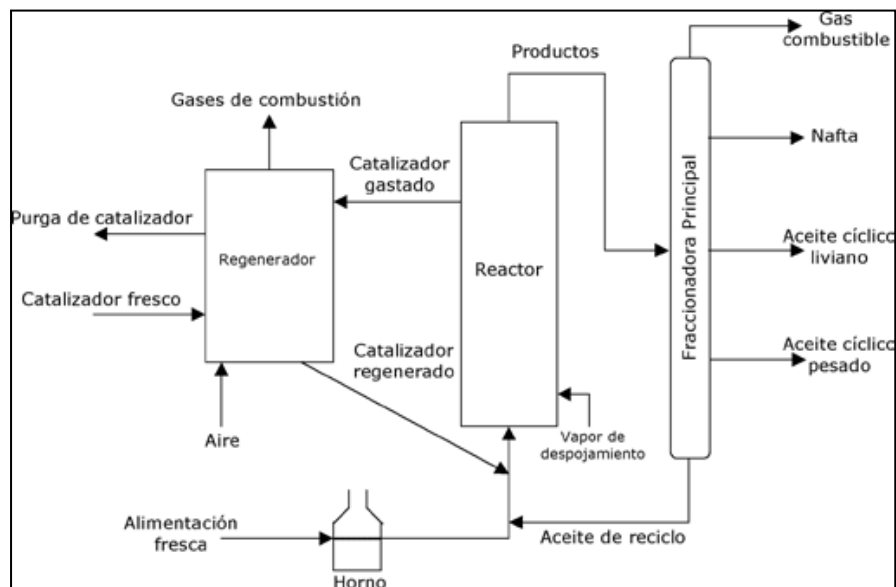 Gas
combustible
Productos
Gases de combustión
Nafta
Catalizador
gastado
Purga de catalizador
Regenerador
Reactor
Fraccionadora Principal
Aceite cíclico
liviano
Catalizador fresco
Catalizador
regenerado
Aceite cíclico
pesado
Aire
Vapor de
despojamiento
Alimentación
fresca
Aceite de reciclo
Horno